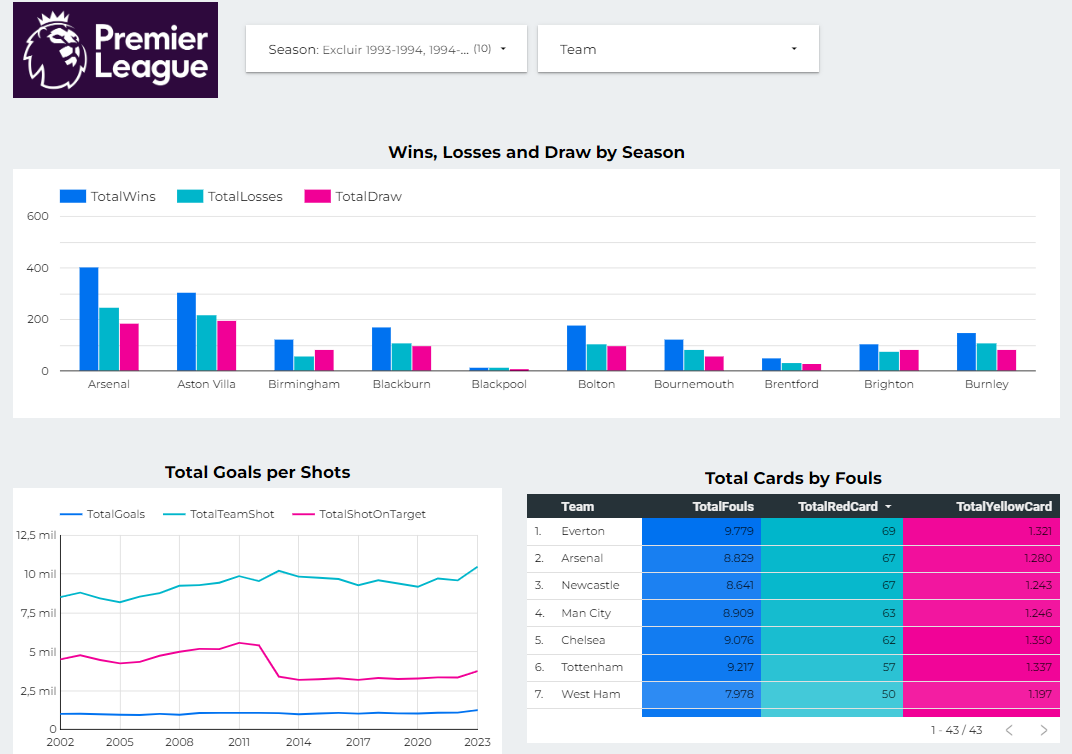 Premier League
Season: Excluir 1993-1994, 1994-... (10)
Team
Wins, Losses and Draw by Season
TotalWins TotalLosses TotalDraw
600
400
200
0
Arsenal Aston Villa Birmingham Blackburn Blackpool Bolton Bournemouth Brentford Brighton Burnley
Total Goals per Shots
TotalGoals TotalTeamShot TotalShotOnTarget
12,5 mil
10 mil
7,5 mil
5 mil
2,5 mil
0
2002 2005 2008 2011 2014 2017 2020 2023
Total Cards by Fouls
Team TotalFouls TotalRedCard TotalYellowCard
1. Everton 9.779 69 1.321
2. Arsenal 8.829 67 1.280
3. Newcastle 8.641 67 1.243
4. Man City 8.909 63 1.246
5. Chelsea 9.076 62 1.350
6. Tottenham 9.217 57 1.337
7. West Ham 7.978 50 1.197
1 - 43 / 43